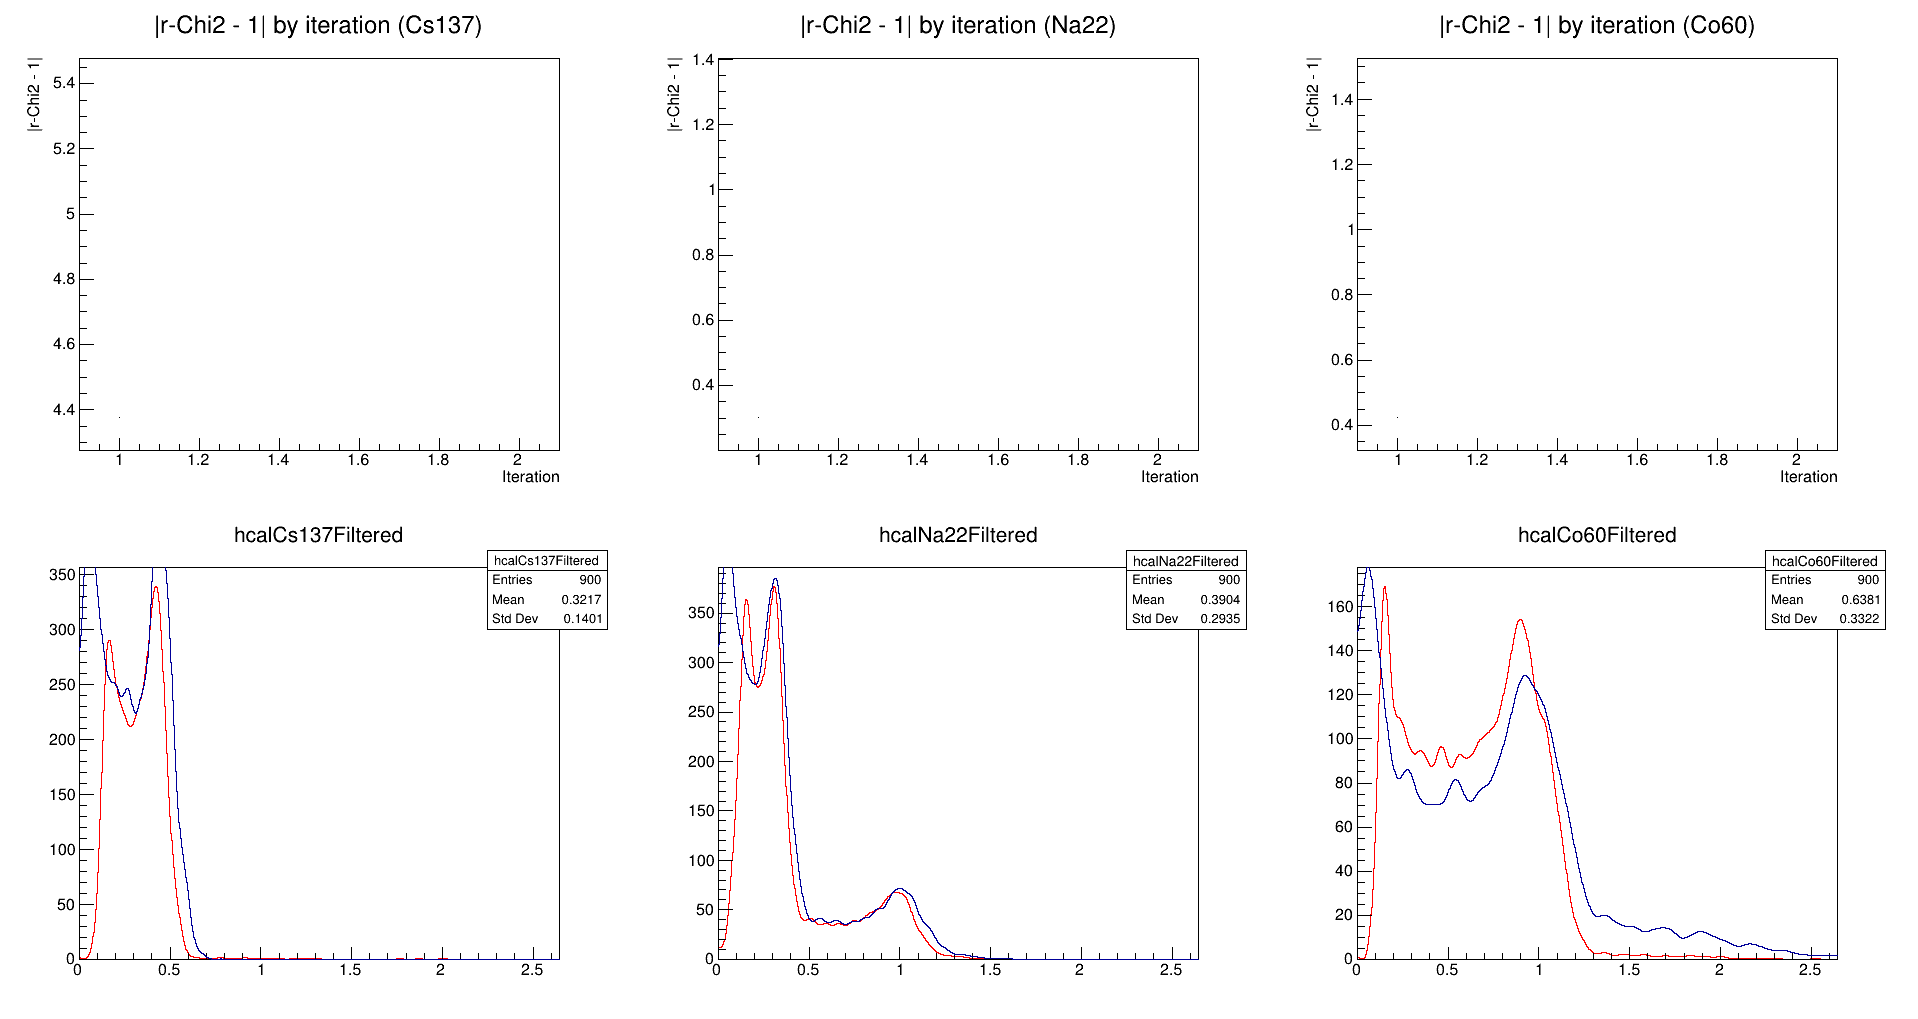 |r-Chi2 - 1| by iteration (Cs137)
|r-Chi2 - 1|
5.4
5.2
5
4.8
4.6
4.4
1 1.2 1.4 1.6 1.8 2
Iteration
|r-Chi2 - 1| by iteration (Na22)
|r-Chi2 - 1|
1.4
1.2
1
0.8
0.6
0.4
1 1.2 1.4 1.6 1.8 2
Iteration
|r-Chi2 - 1| by iteration (Co60)
|r-Chi2 - 1|
1.4
1.2
1
0.8
0.6
0.4
1 1.2 1.4 1.6 1.8 2
Iteration
hcalCs137Filtered
hcalCs137Filtered
Entries 900
Mean 0.3217
Std Dev 0.1401
350
300
250
200
150
100
50
0
0 0.5 1 1.5 2 2.5
hcalNa22Filtered
hcalNa22Filtered
Entries 900
Mean 0.3904
Std Dev 0.2935
350
300
250
200
150
100
50
0
0 0.5 1 1.5 2 2.5
hcalCo60Filtered
hcalCo60Filtered
Entries 900
Mean 0.6381
Std Dev 0.3322
160
140
120
100
80
60
40
20
0
0 0.5 1 1.5 2 2.5